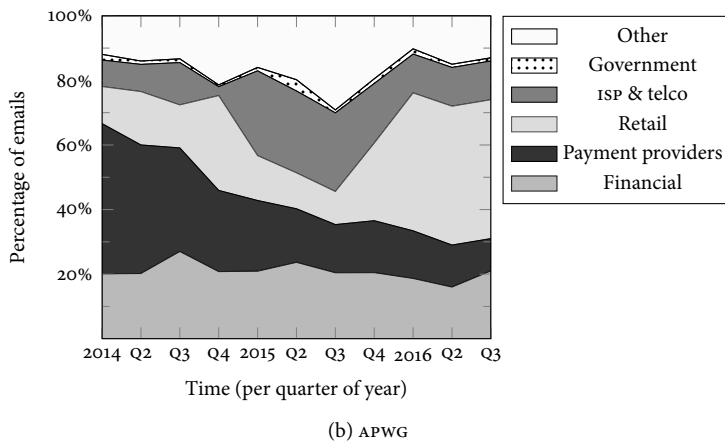 100%
80%
60%
40%
20%
Percentage of emails
2014 Q2 Q3 Q4 2015 Q2 Q3 Q4 2016 Q2 Q3
Time (per quarter of year)
Other
Government
ISP & telco
Retail
Payment providers
Financial
(b) APWG